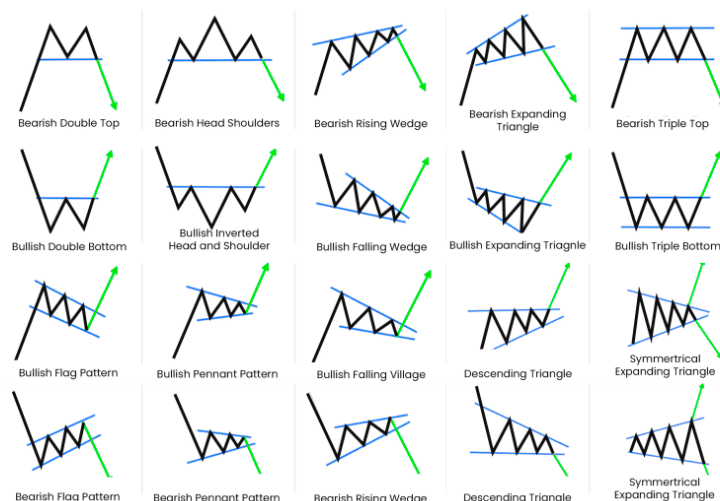 Bearish Double Top
Bearish Head Shoulders
Bearish Rising Wedge
Bearish Expanding
Triangle
Bearish Triple Top
Bullish Double Bottom
Bullish Inverted
Head and Shoulder
Bullish Falling Wedge
Bullish Expanding Triagnle
Bullish Triple Bottom
Bullish Flag Pattern
Bullish Pennant Pattern
Bullish Falling Village
Descending Triangle
Symmetrical
Expanding Triangle
Bearish Flag Pattern
Bearish Pennant Pattern
Bearish Rising Wedge
Descending Triangle
Symmetrical
Expanding Triangle